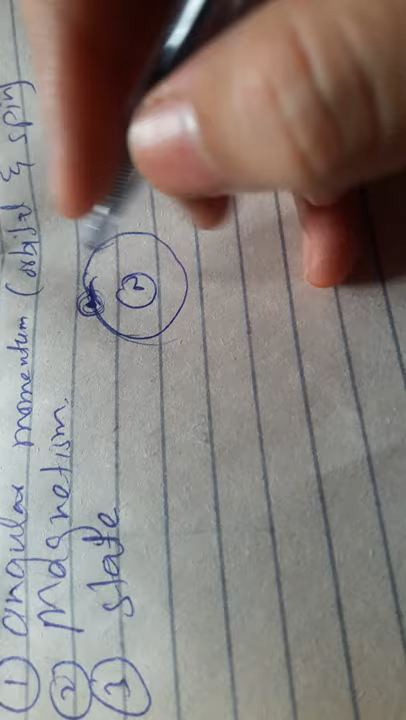 ① angular momentum (orbital & spin
② Magnetism
③ state